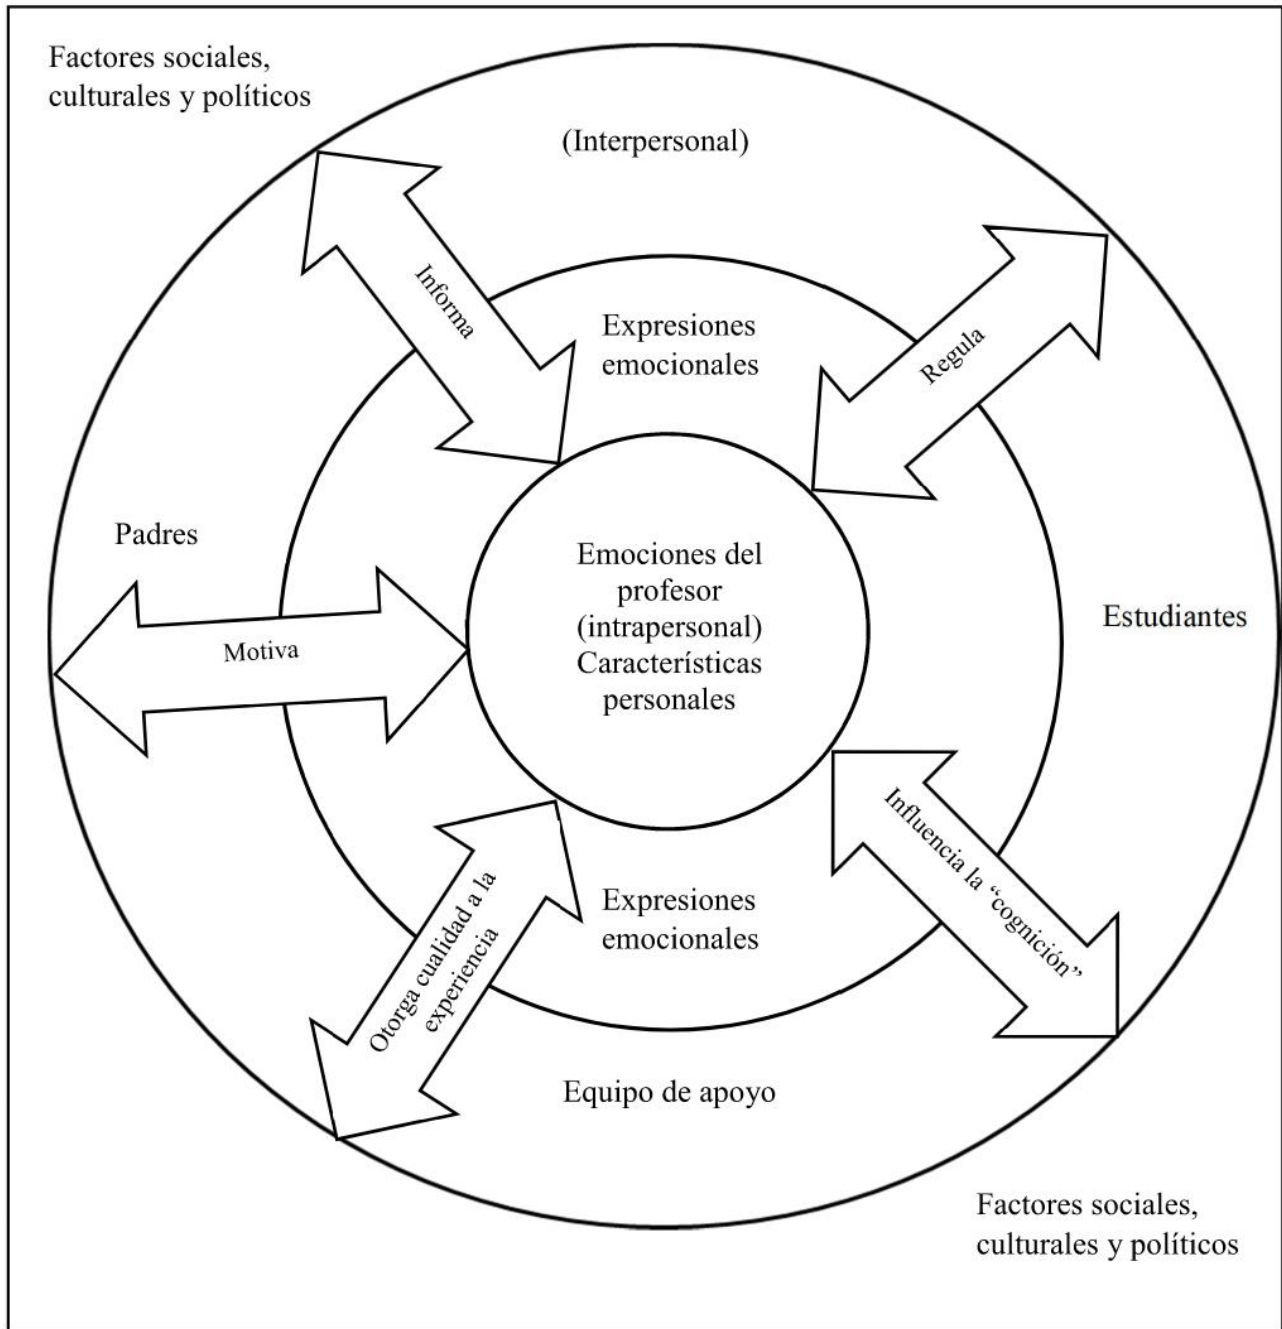 Factores sociales,
culturales y políticos
(Interpersonal)
Informa
Regula
Expresiones
emocionales
Padres
Motiva
Emociones del
profesor
(intrapersonal)
Característícas
personales
Estudiantes
Otorga cualidad a la
experiencia
Influencia la “cognición”
Expresiones
emocionales
Equipo de apoyo
Factores sociales,
culturales y políticos